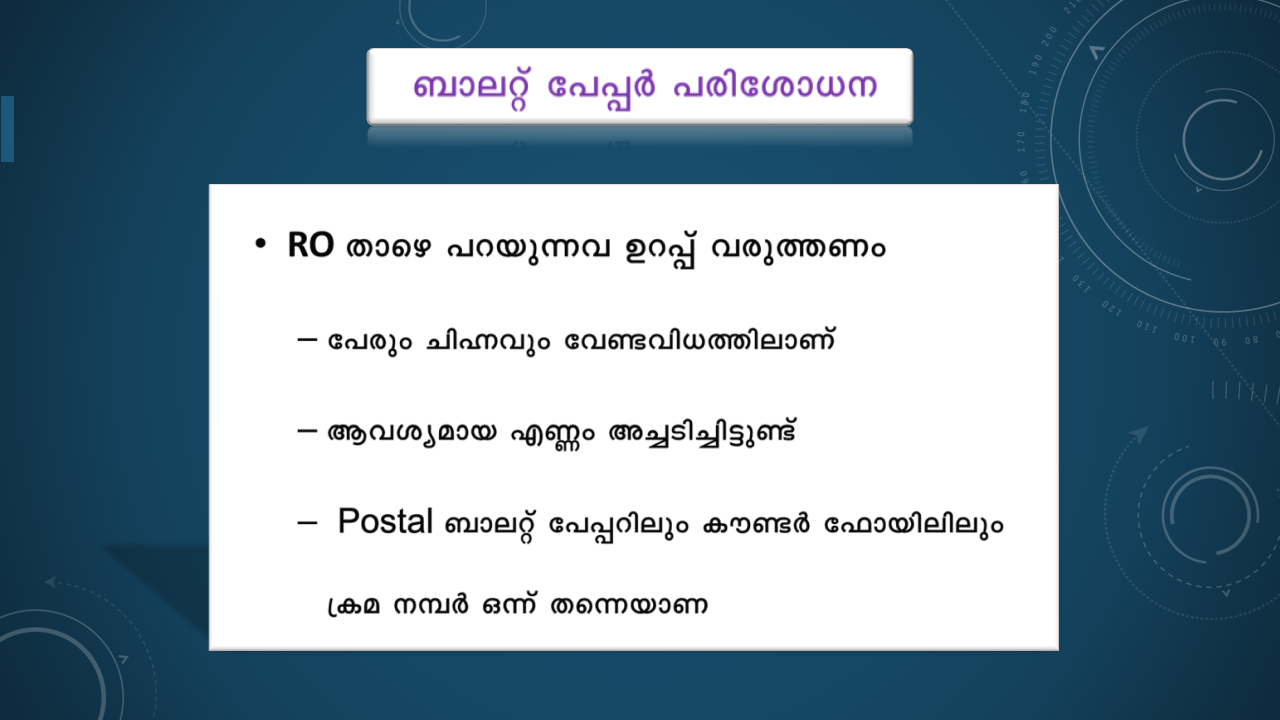 ബാലറ്റ് പേപ്പർ പരിശോധന
• RO താഴെ പറയുന്നവ ഉറപ്പ് വരുത്തണം
– പേരും ചിഹ്നവും വേണ്ടവിധത്തിലാണ്
– ആവശ്യമായ എണ്ണം അച്ചടിച്ചിട്ടുണ്ട്
– Postal ബാലറ്റ് പേപ്പറിലും കൗണ്ടർ ഫോയിലിലും
ക്രമ നമ്പർ ഒന്ന് തന്നെയാണ